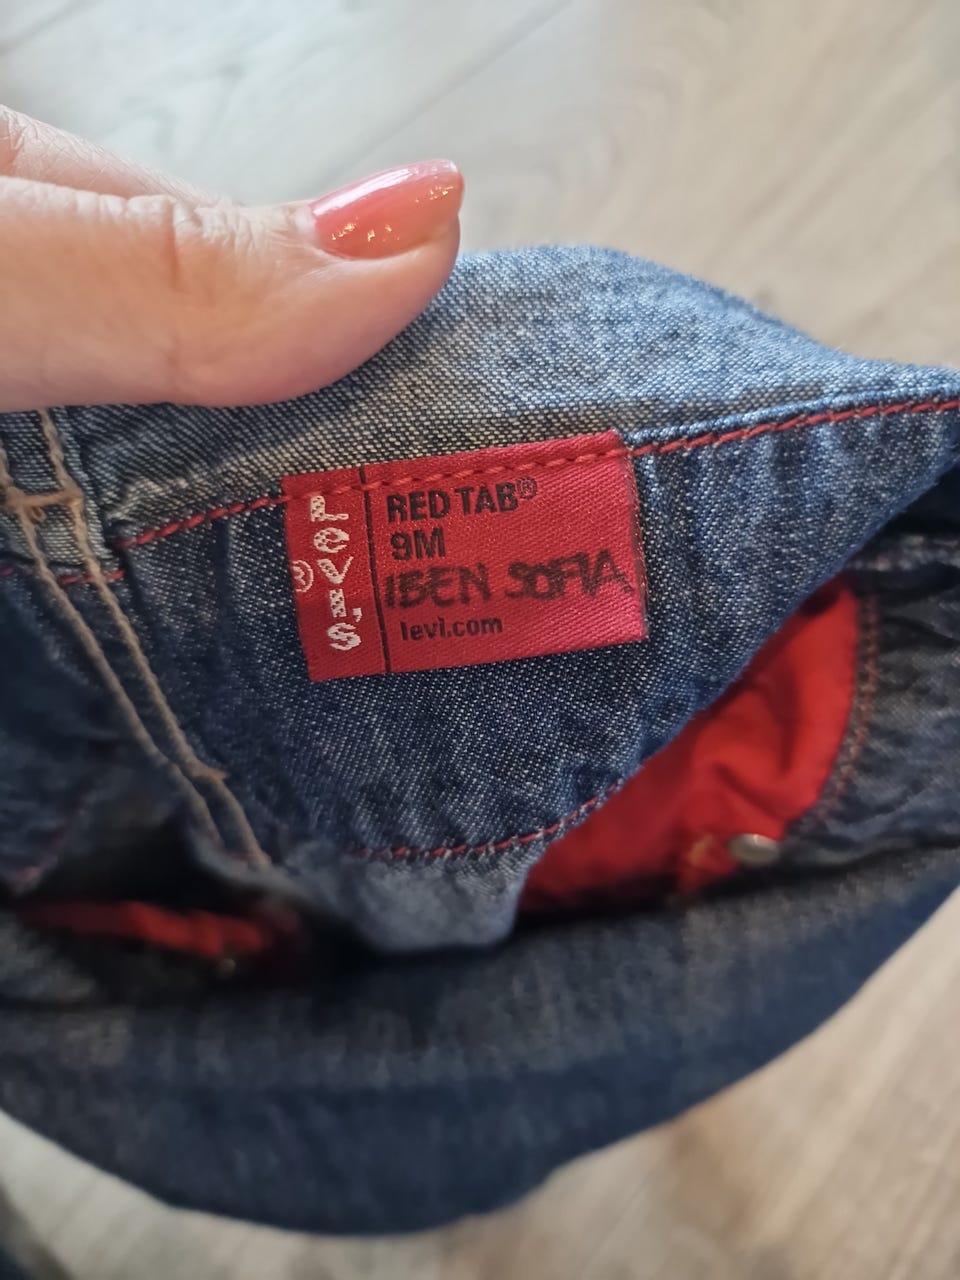 LEVI'S®
RED TAB®
9M
IBEN SOFIA
levi.com